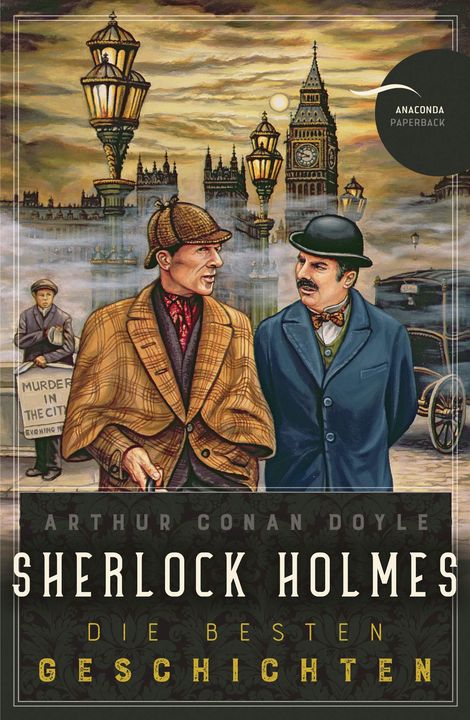 ANACONDA
PAPERBACK
MURDER
IN
THE CITY
EVENING
ARTHUR CONAN DOYLE
SHERLOCK HOLMES
DIE BESTEN
GESCHICHTEN